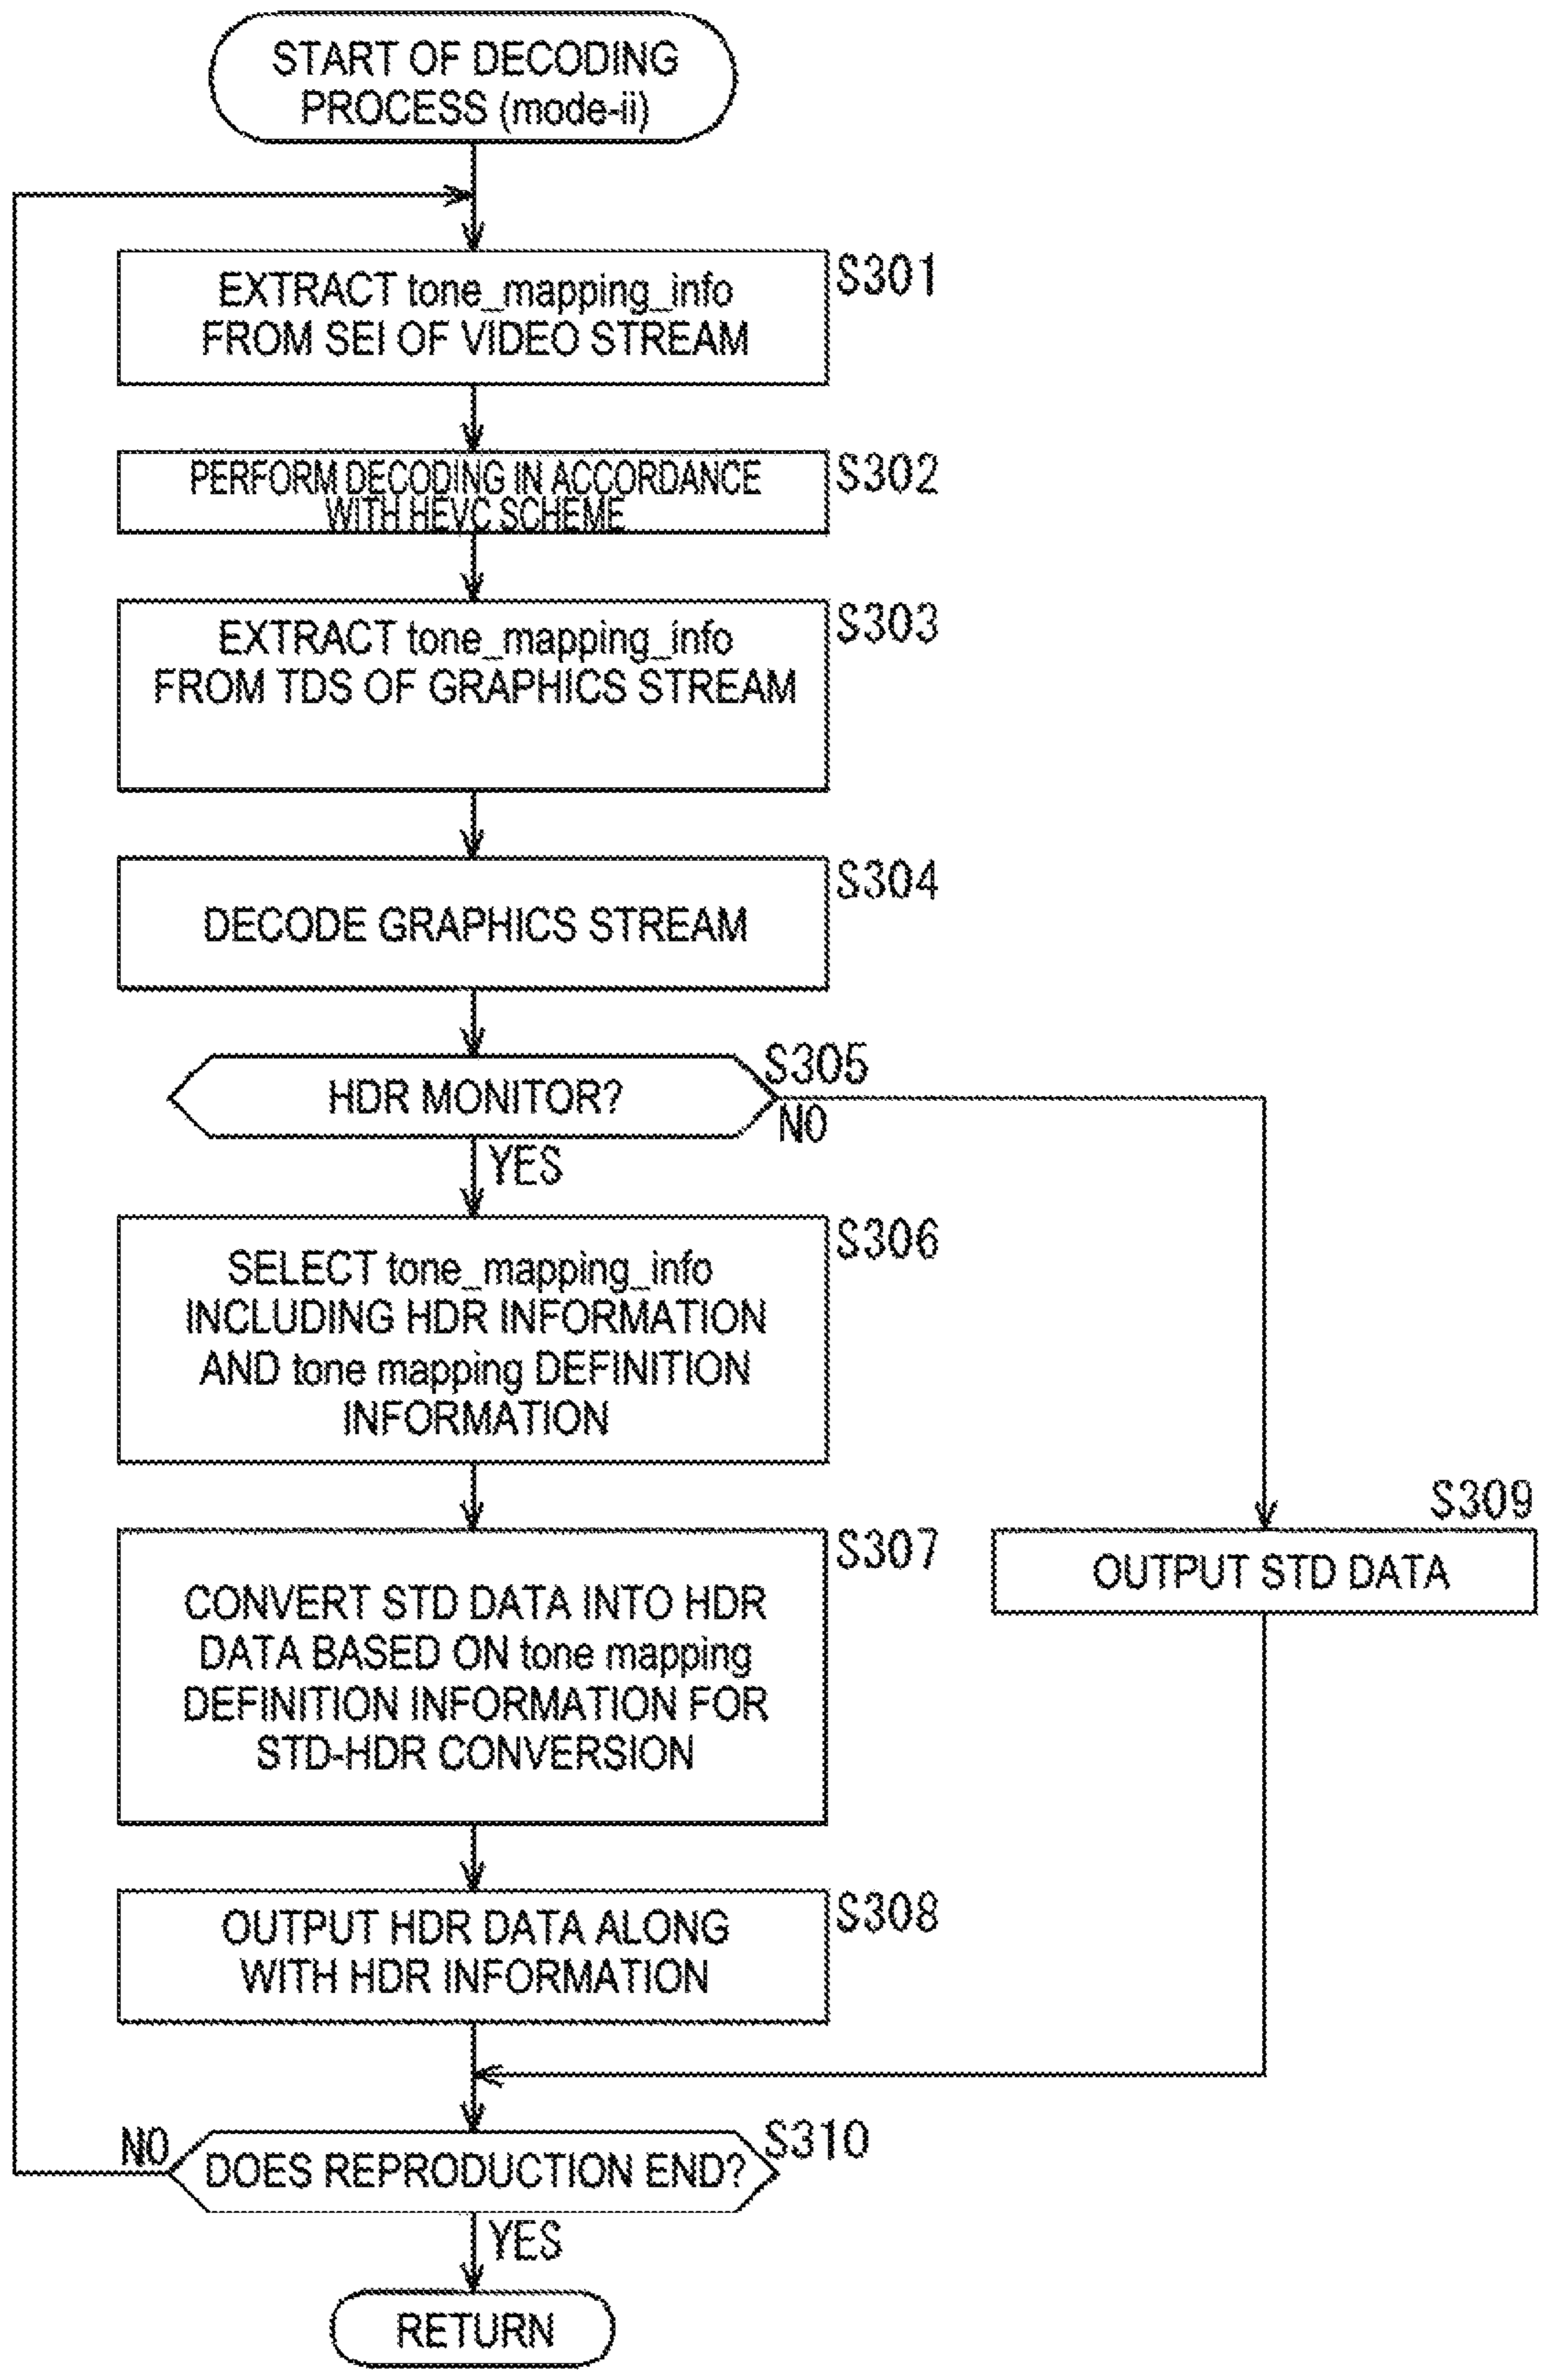 START OF DECODING
PROCESS (mode-ii)
S301
EXTRACT tone_mapping_info
FROM SEI OF VIDEO STREAM
S302
PERFORM DECODING IN ACCORDANCE
WITH HEVC SCHEME
S303
EXTRACT tone_mapping_info
FROM TDS OF GRAPHICS STREAM
S304
DECODE GRAPHICS STREAM
S305
HDR MONITOR?
NO
YES
S306
SELECT tone_mapping_info
INCLUDING HDR INFORMATION
AND tone mapping DEFINITION
INFORMATION
S307
CONVERT STD DATA INTO HDR
DATA BASED ON tone mapping
DEFINITION INFORMATION FOR
STD-HDR CONVERSION
S309
OUTPUT STD DATA
S308
OUTPUT HDR DATA ALONG
WITH HDR INFORMATION
S310
NO
DOES REPRODUCTION END?
YES
RETURN